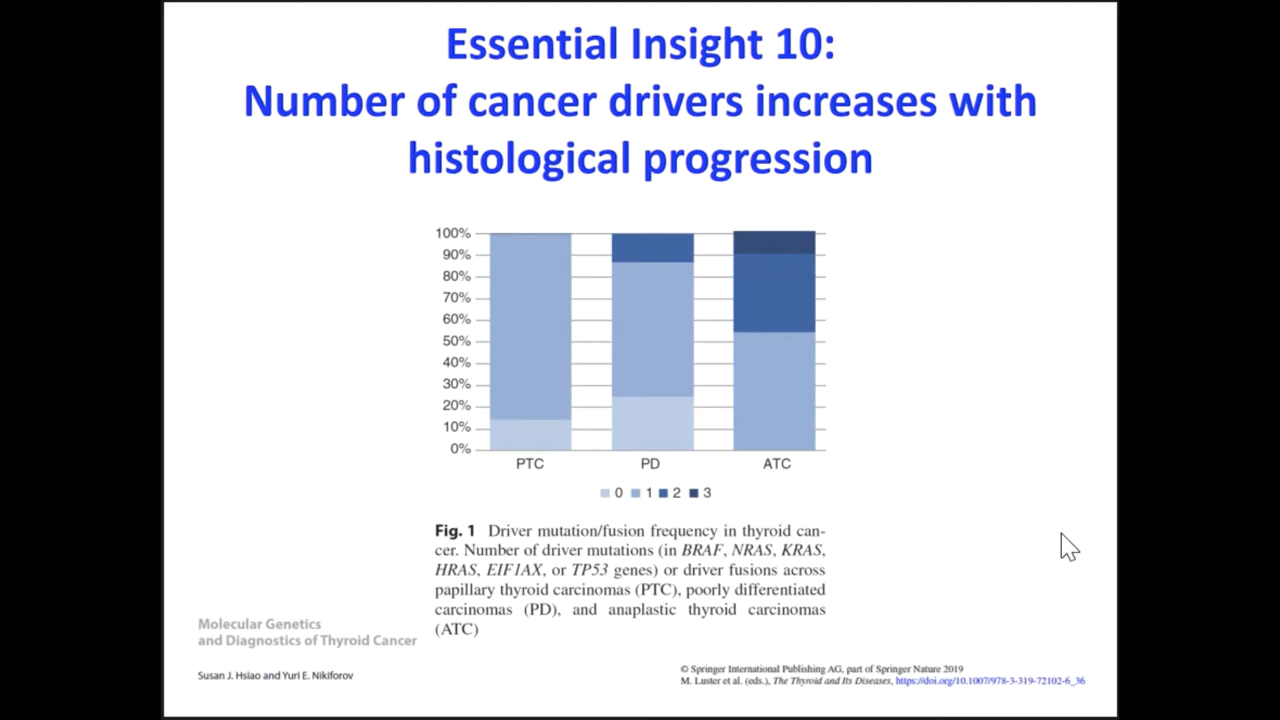 Essential Insight 10:
Number of cancer drivers increases with
histological progression
100%
90%
80%
70%
60%
50%
40%
30%
20%
10%
0%
PTC PD ATC
0 1 2 3
Fig. 1 Driver mutation/fusion frequency in thyroid can-
cer. Number of driver mutations (in BRAF, NRAS, KRAS,
HRAS, EIF1AX, or TP53 genes) or driver fusions across
papillary thyroid carcinomas (PTC), poorly differentiated
carcinomas (PD), and anaplastic thyroid carcinomas
(ATC)
Molecular Genetics
and Diagnostics of Thyroid Cancer
Susan J. Hsiao and Yuri E. Nikiforov
© Springer International Publishing AG, part of Springer Nature 2019
M. Luster et al. (eds.), The Thyroid and Its Diseases, https://doi.org/10.1007/978-3-319-72102-6_36